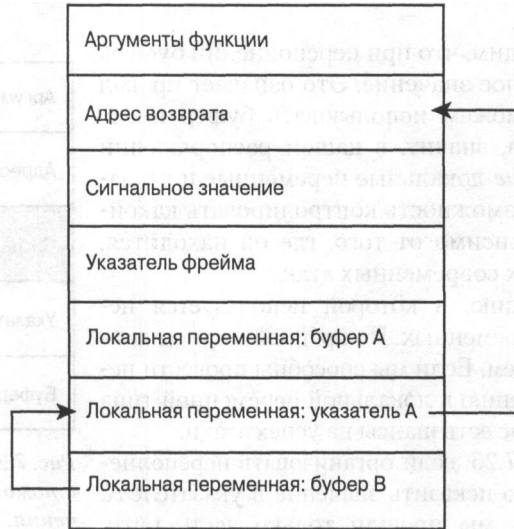 Аргументы функции
Адрес возврата
Сигнальное значение
Указатель фрейма
Локальная переменная: буфер A
Локальная переменная: указатель A
Локальная переменная: буфер B